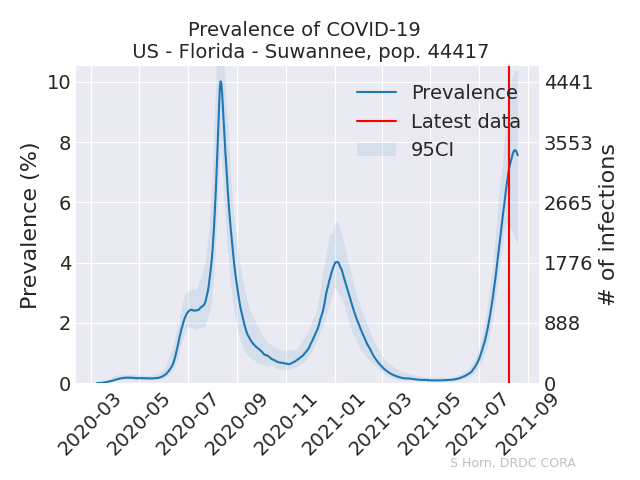 Prevalence of COVID-19
US - Florida - Suwannee, pop. 44417
Prevalence (%)
10
8
6
4
2
0
Prevalence
Latest data
95CI
4441
3553
2665
1776
888
0
# of infections
2020-03
2020-05
2020-07
2020-09
2020-11
2021-01
2021-03
2021-05
2021-07
2021-09
S Horn, DRDC CORA